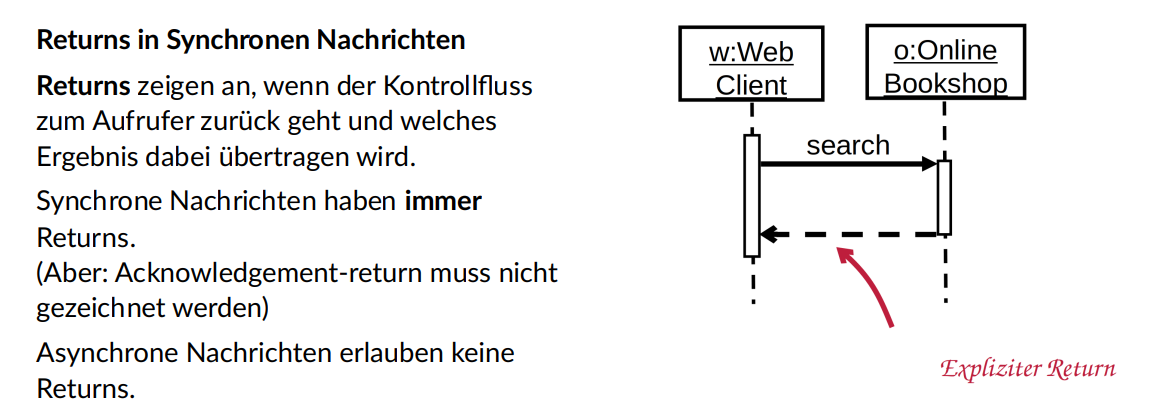 Returns in Synchronen Nachrichten
Returns zeigen an, wenn der Kontrollfluss
zum Aufrufer zurück geht und welches
Ergebnis dabei übertragen wird.
Synchrone Nachrichten haben immer
Returns.
(Aber: Acknowledgement-return muss nicht
gezeichnet werden)
Asynchrone Nachrichten erlauben keine
Returns.
w:Web
Client
o:Online
Bookshop
search
Expliziter Return